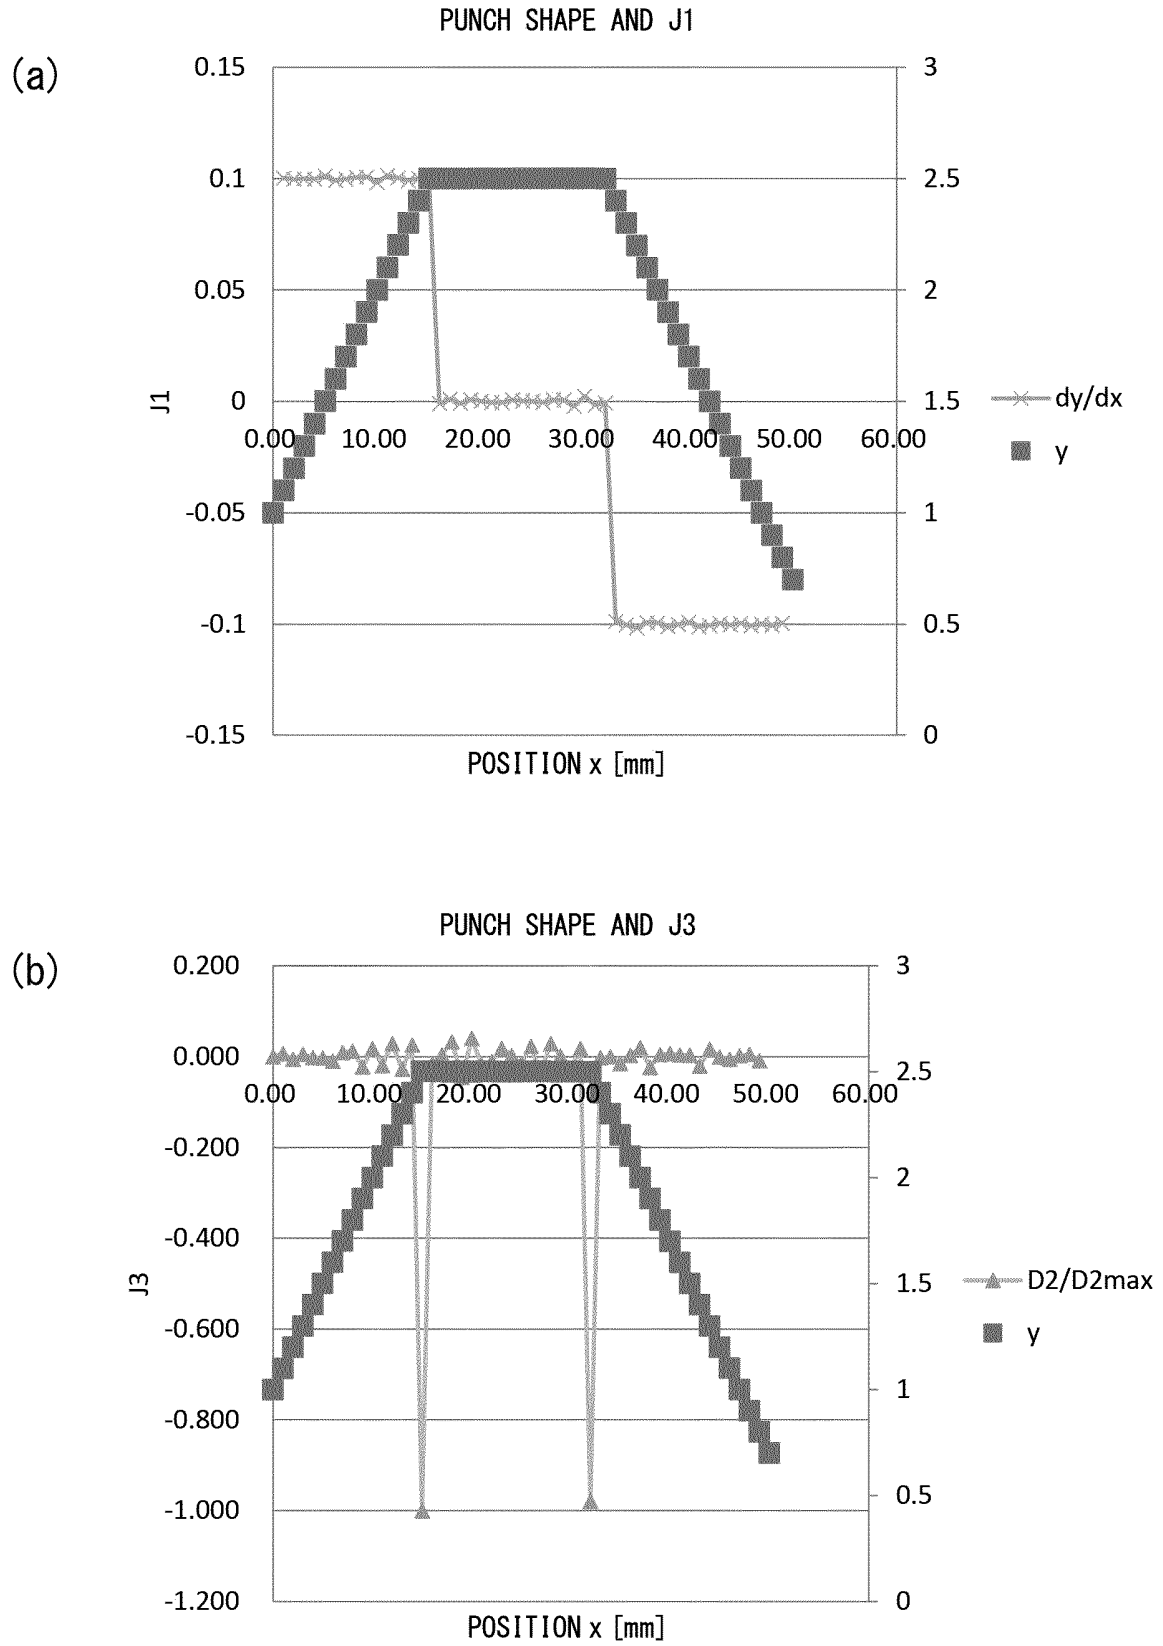 PUNCH SHAPE AND J1
(a)
0.15
0.1
0.05
0
-0.05
-0.1
-0.15
J1
0.00 10.00 20.00 30.00 40.00 50.00 60.00
3
2.5
2
1.5
1
0.5
0
dy/dx
y
POSITION x [mm]
PUNCH SHAPE AND J3
(b)
0.200
0.000
-0.200
-0.400
-0.600
-0.800
-1.000
-1.200
J3
0.00 10.00 20.00 30.00 40.00 50.00 60.00
3
2.5
2
1.5
1
0.5
0
D2/D2max
y
POSITION x [mm]